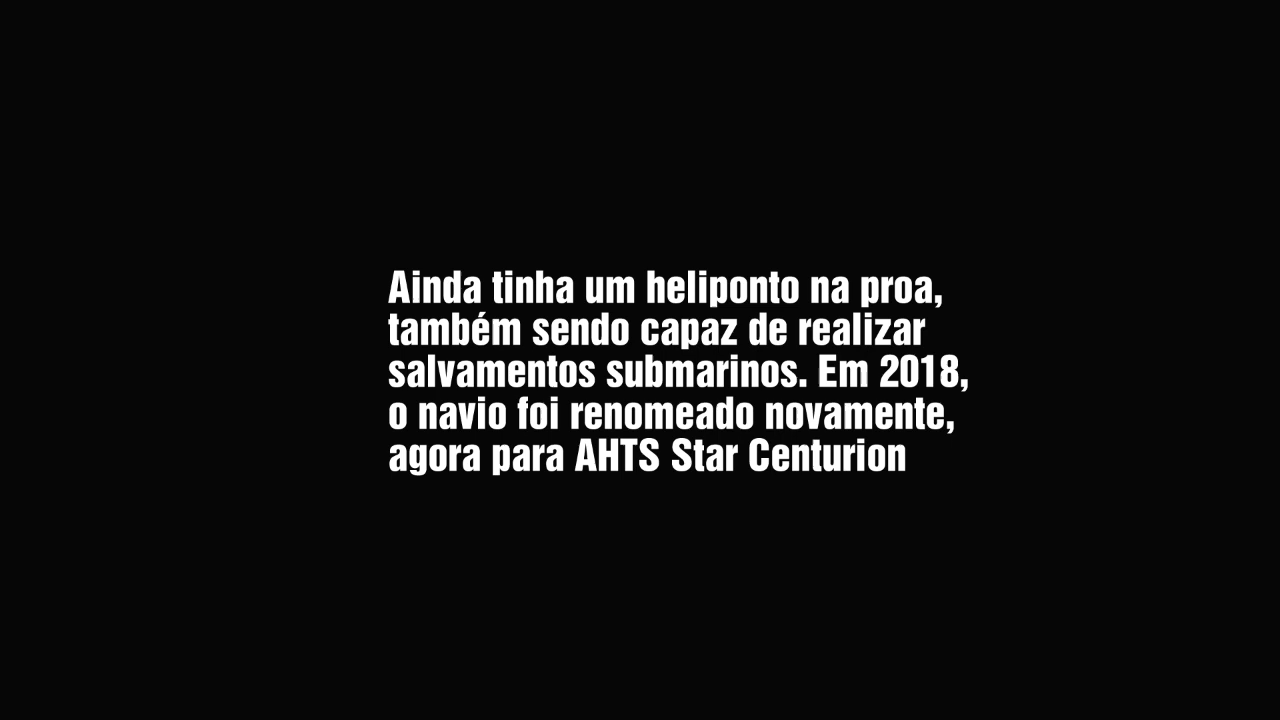 Ainda tinha um heliponto na proa,
também sendo capaz de realizar
salvamentos submarinos. Em 2018,
o navio foi renomeado novamente,
agora para AHTS Star Centurion